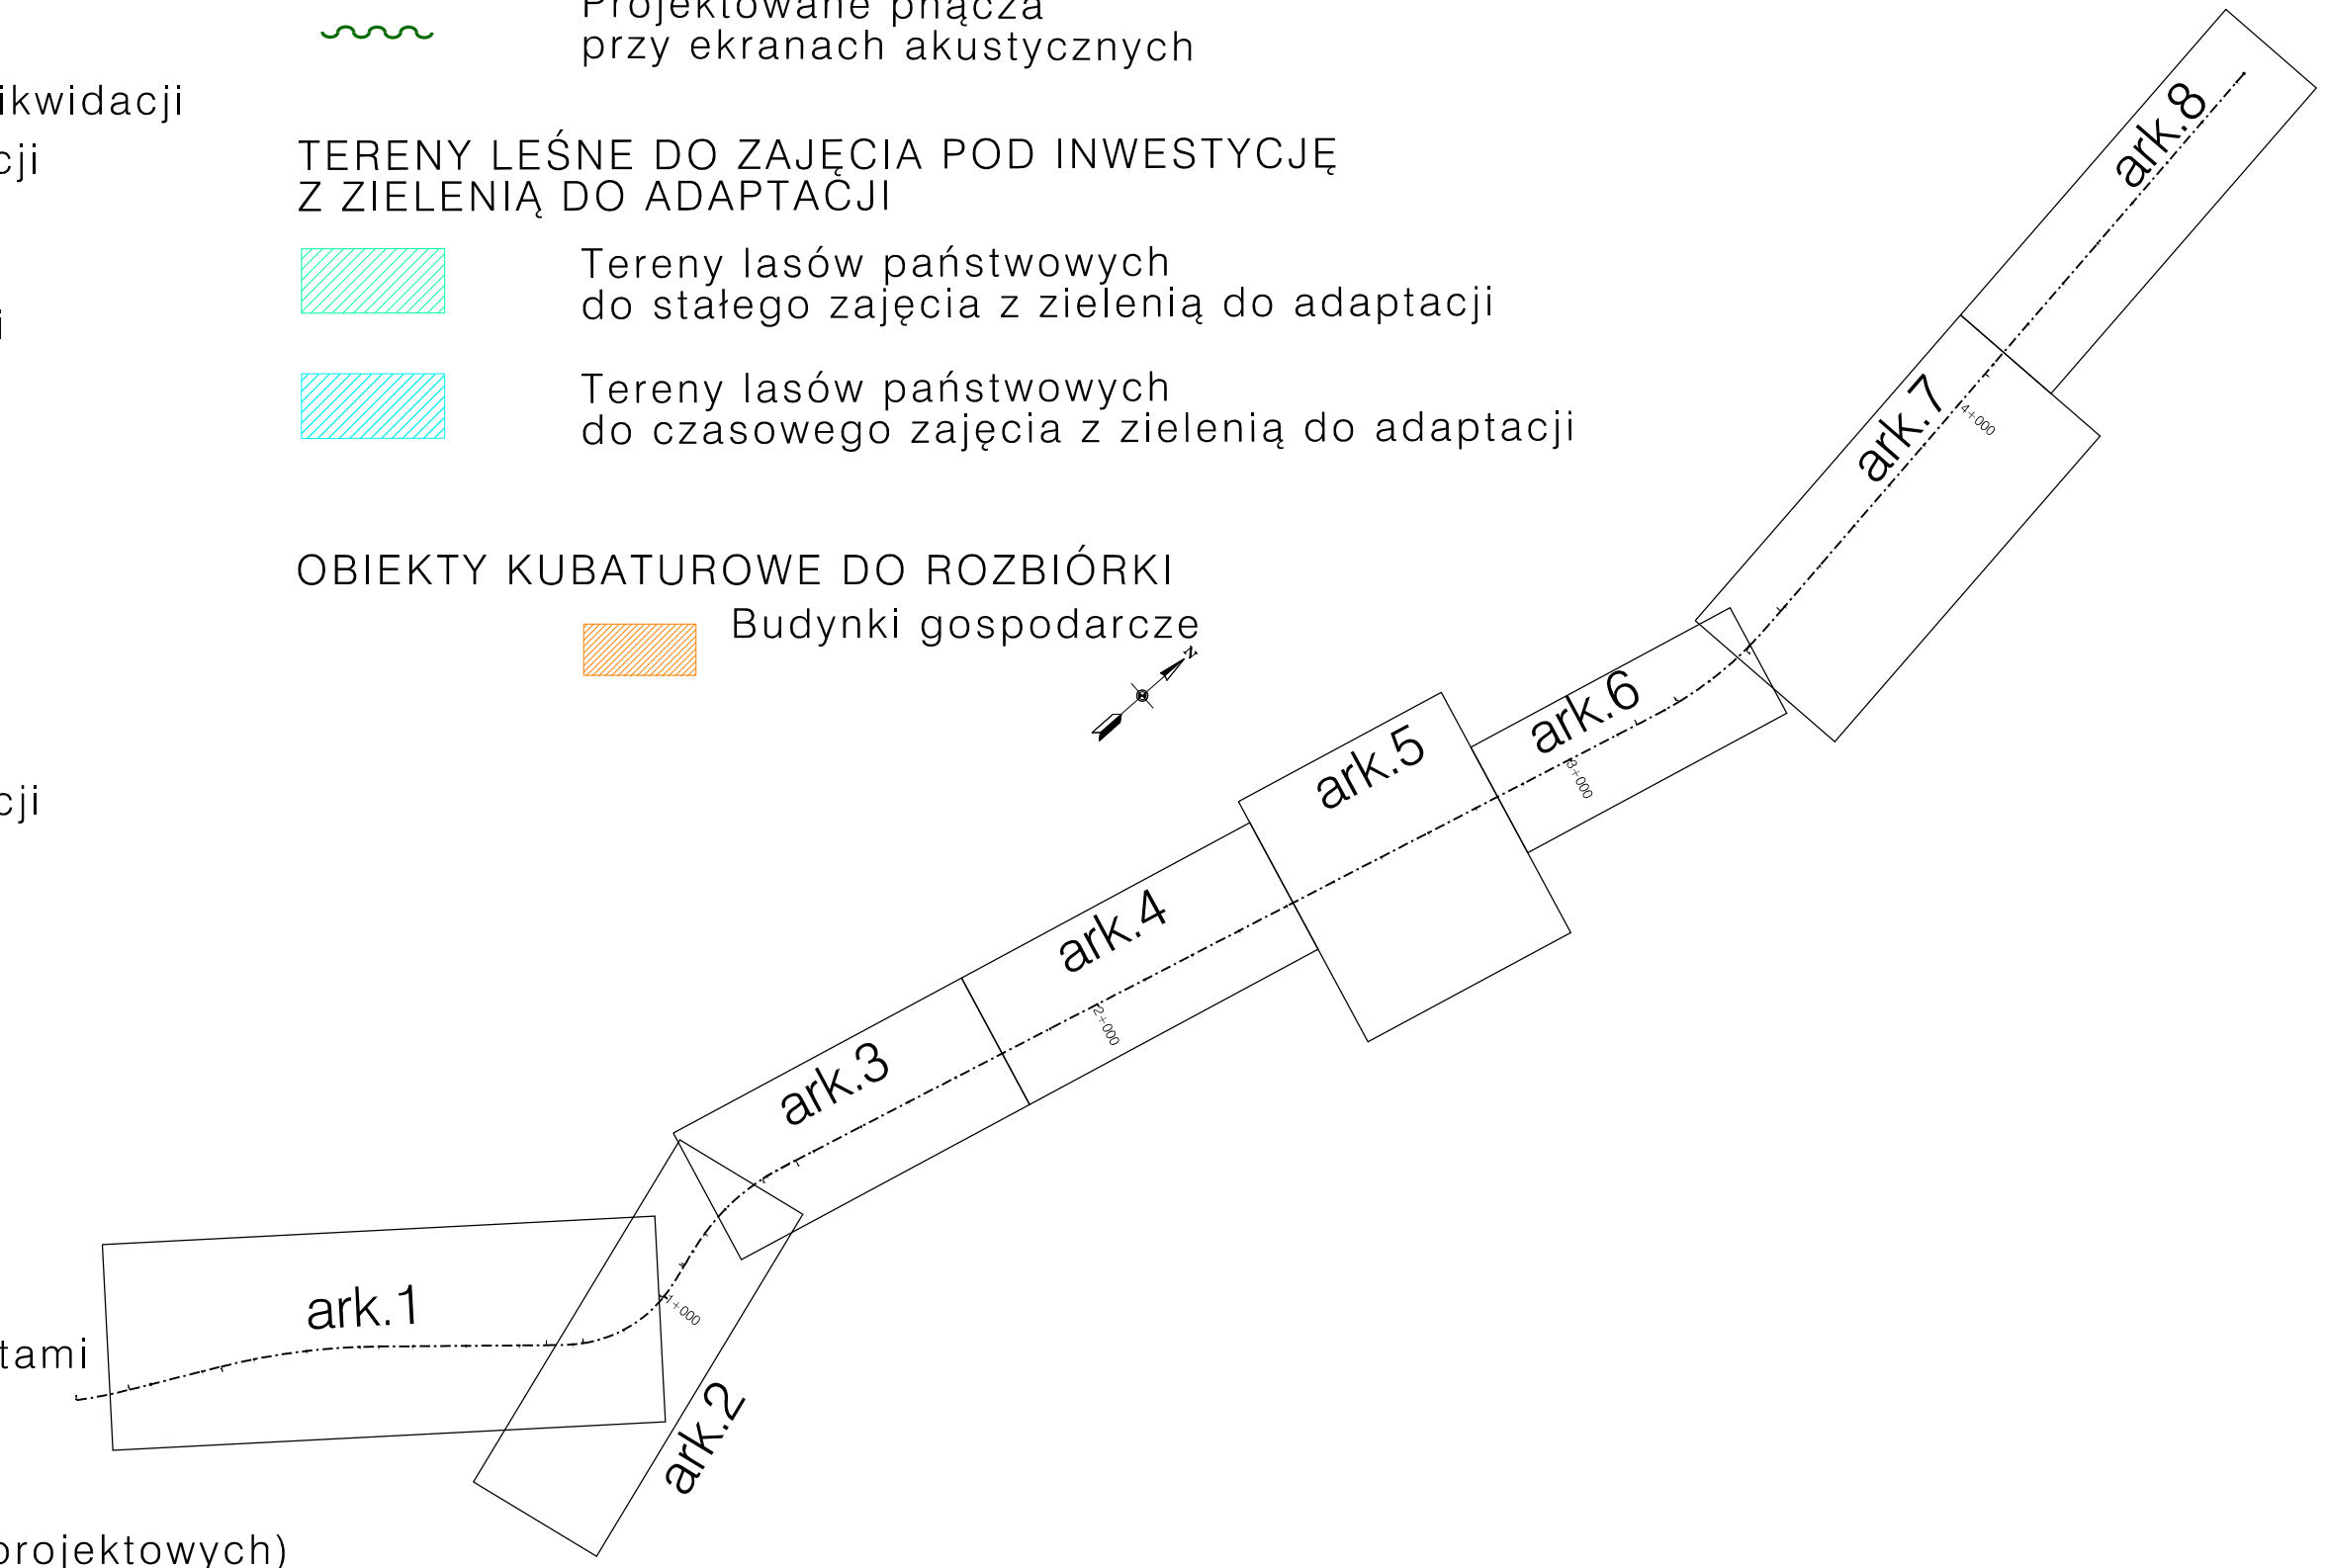 Projektowane pnącza
przy ekranach akustycznych
ikwidacji
cji
TERENY LEŚNE DO ZAJĘCIA POD INWESTYCJĘ
Z ZIELENIĄ DO ADAPTACJI
Tereny lasów państwowych
do stałego zajęcia z zielenią do adaptacji
i
Tereny lasów państwowych
do czasowego zajęcia z zielenią do adaptacji
OBIEKTY KUBATUROWE DO ROZBIÓRKI
Budynki gospodarcze
N
cji
tami
projektowych)
ark.1
1+000
ark.2
ark.3
ark.4
2+000
ark.5
ark.6
3+000
ark.7
4+000
ark.8